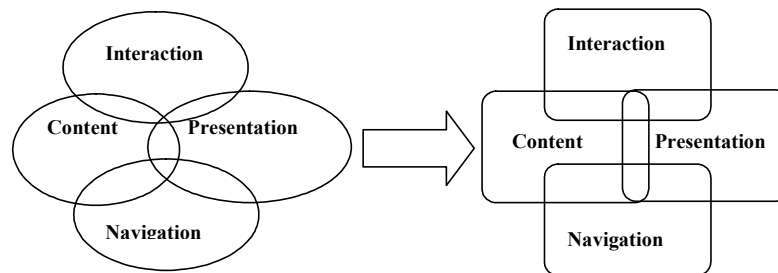 Interaction
Content
Presentation
Navigation
Interaction
Content
Presentation
Navigation